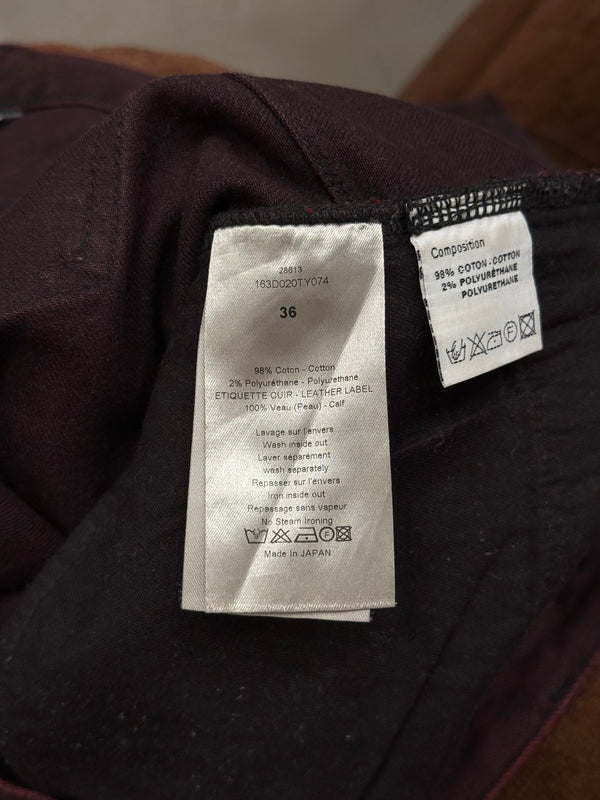 28613
163D020TY074
36
98% Coton - Cotton
2% Polyuréthane - Polyurethane
ETIQUETTE CUIR - LEATHER LABEL
100% Veau (Peau) - Calf
Lavage sur l'envers
Wash inside out
Laver séparément
wash separately
Repasser sur l'envers
Iron inside out
Repassage sans vapeur
No Steam Ironing
F
Made In JAPAN
Composition
98% COTON - COTTON
2% POLYURÉTHANE
POLYURETHANE
F